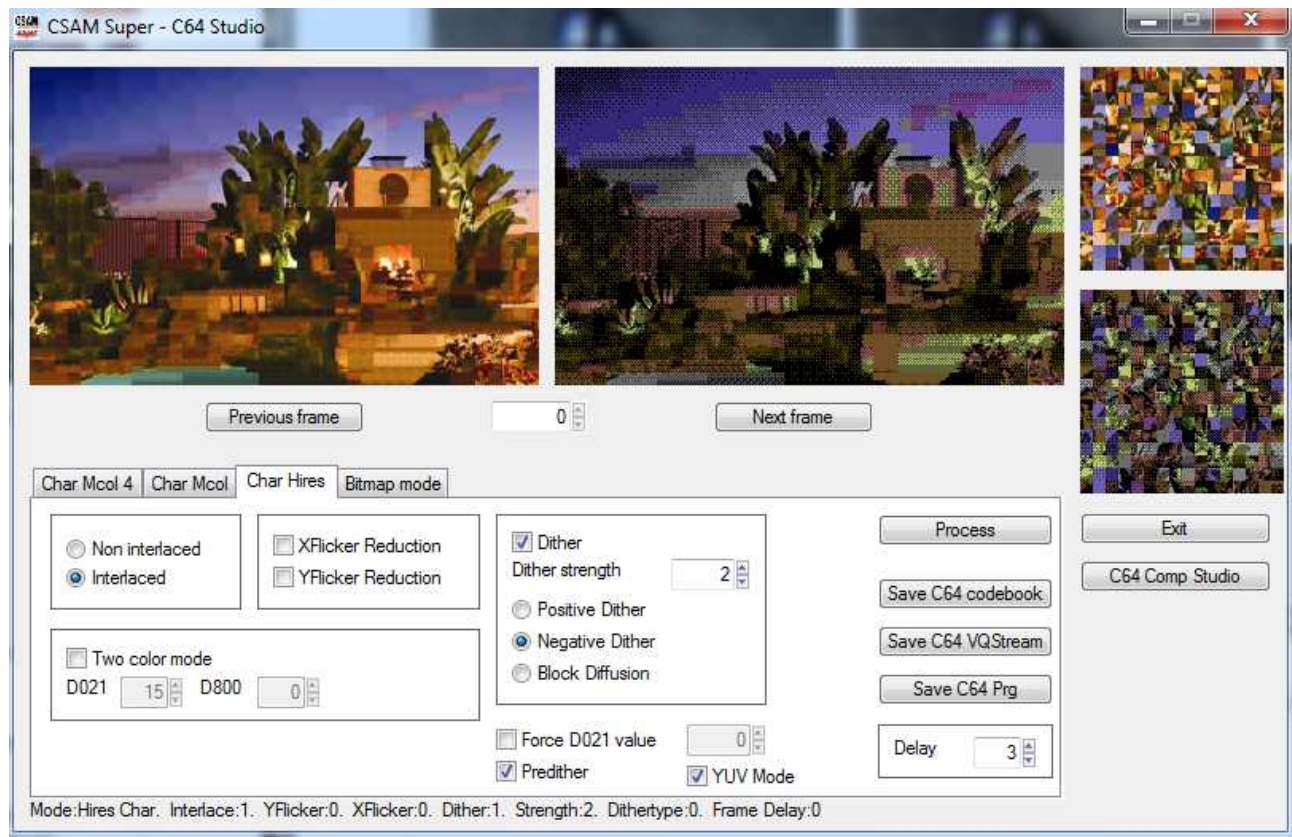 CSAM Super - C64 Studio
Previous frame
0
Next frame
Char Mcol 4 Char Mcol Char Hires Bitmap mode
Non interlaced
Interlaced
XFlicker Reduction
YFlicker Reduction
Two color mode
D021 15 D800 0
Dither
Dither strength 2
Positive Dither
Negative Dither
Block Diffusion
Force D021 value 0
Predither
YUV Mode
Process
Save C64 codebook
Save C64 VQStream
Save C64 Prg
Delay 3
Exit
C64 Comp Studio
Mode:Hires Char. Interlace:1. YFlicker:0. XFlicker:0. Dither:1. Strength:2. Dithertype:0. Frame Delay:0